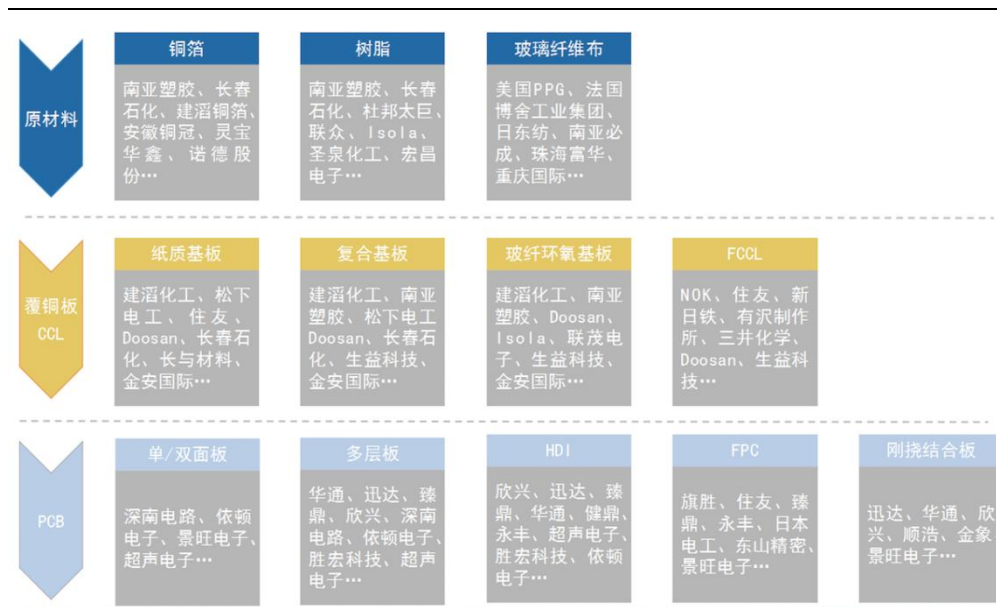 原材料
铜箔
南亚塑胶、长春
石化、建滔铜箔、
安徽铜冠、灵宝
华鑫、诺德股
份…
树脂
南亚塑胶、长春
石化、杜邦太巨、
联众、Isola、
圣泉化工、宏昌
电子…
玻璃纤维布
美国PPG、法国
博舍工业集团、
日东纺、南亚必
成、珠海富华、
重庆国际…
覆铜板
CCL
纸质基板
建滔化工、松下
电工、住友、
Doosan、长春石
化、长与材料、
金安国际…
复合基板
建滔化工、南亚
塑胶、松下电工
Doosan、长春石
化、生益科技、
金安国际…
玻纤环氧基板
建滔化工、南亚
塑胶、Doosan、
Isola、联茂电
子、生益科技、
金安国际…
FCCL
NOK、住友、新
日铁、有沢制作
所、三井化学、
Doosan、生益科
技…
PCB
单/双面板
深南电路、依顿
电子、景旺电子、
超声电子…
多层板
华通、迅达、臻
鼎、欣兴、深南
电路、依顿电子、
胜宏科技、超声
电子…
HDI
欣兴、迅达、臻
鼎、华通、健鼎、
永丰、超声电子、
胜宏科技、依顿
电子…
FPC
旗胜、住友、臻
鼎、永丰、日本
电工、东山精密、
景旺电子…
刚挠结合板
迅达、华通、欣
兴、顺浩、金象
景旺电子…